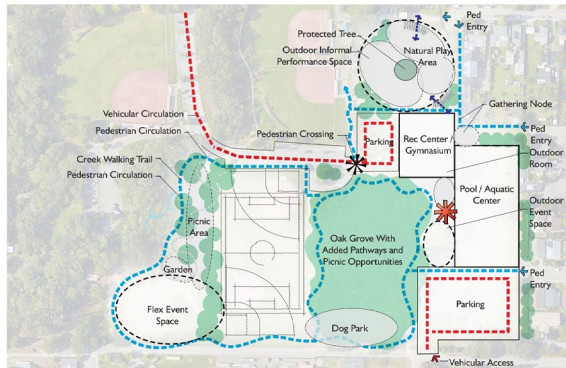 Ped
Entry
Protected Tree
Outdoor Informal
Performance Space
Natural Play
Area
Vehicular Circulation
Gathering Node
Pedestrian Circulation
Pedestrian Crossing
Parking
Rec Center /
Gymnasium
Ped
Entry
Creek Walking Trail
Pedestrian Circulation
Outdoor
Room
Pool / Aquatic
Center
Picnic
Area
Outdoor
Event
Space
Oak Grove With
Added Pathways and
Picnic Opportunities
Garden
Ped
Entry
Flex Event
Space
Parking
Dog Park
Vehicular Access